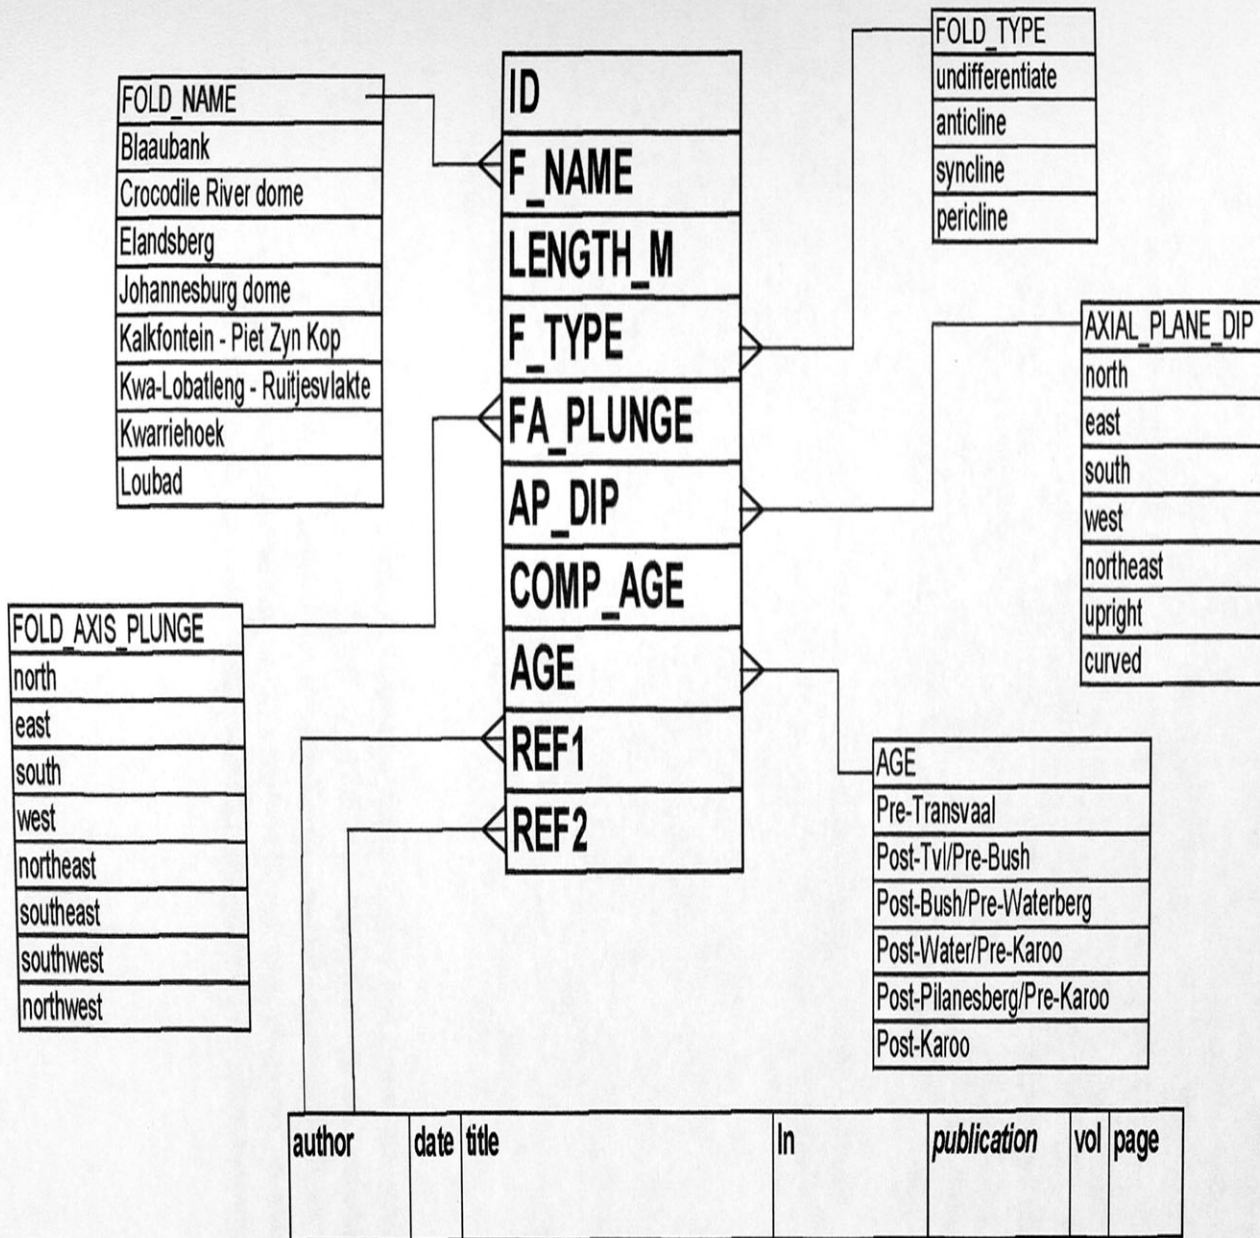 FOLD_NAME
Blaaubank
Crocodile River dome
Elandsberg
Johannesburg dome
Kalkfontein - Piet Zyn Kop
Kwa-Lobatleng - Ruitjesvlakte
Kwarriehoek
Loubad
FOLD_AXIS_PLUNGE
north
east
south
west
northeast
southeast
southwest
northwest
ID
F_NAME
LENGTH_M
F_TYPE
FA_PLUNGE
AP_DIP
COMP_AGE
AGE
REF1
REF2
FOLD_TYPE
undifferentiate
anticline
syncline
pericline
AXIAL_PLANE_DIP
north
east
south
west
northeast
upright
curved
AGE
Pre-Transvaal
Post-Tvl/Pre-Bush
Post-Bush/Pre-Waterberg
Post-Water/Pre-Karoo
Post-Pilanesberg/Pre-Karoo
Post-Karoo
author date title In publication vol page